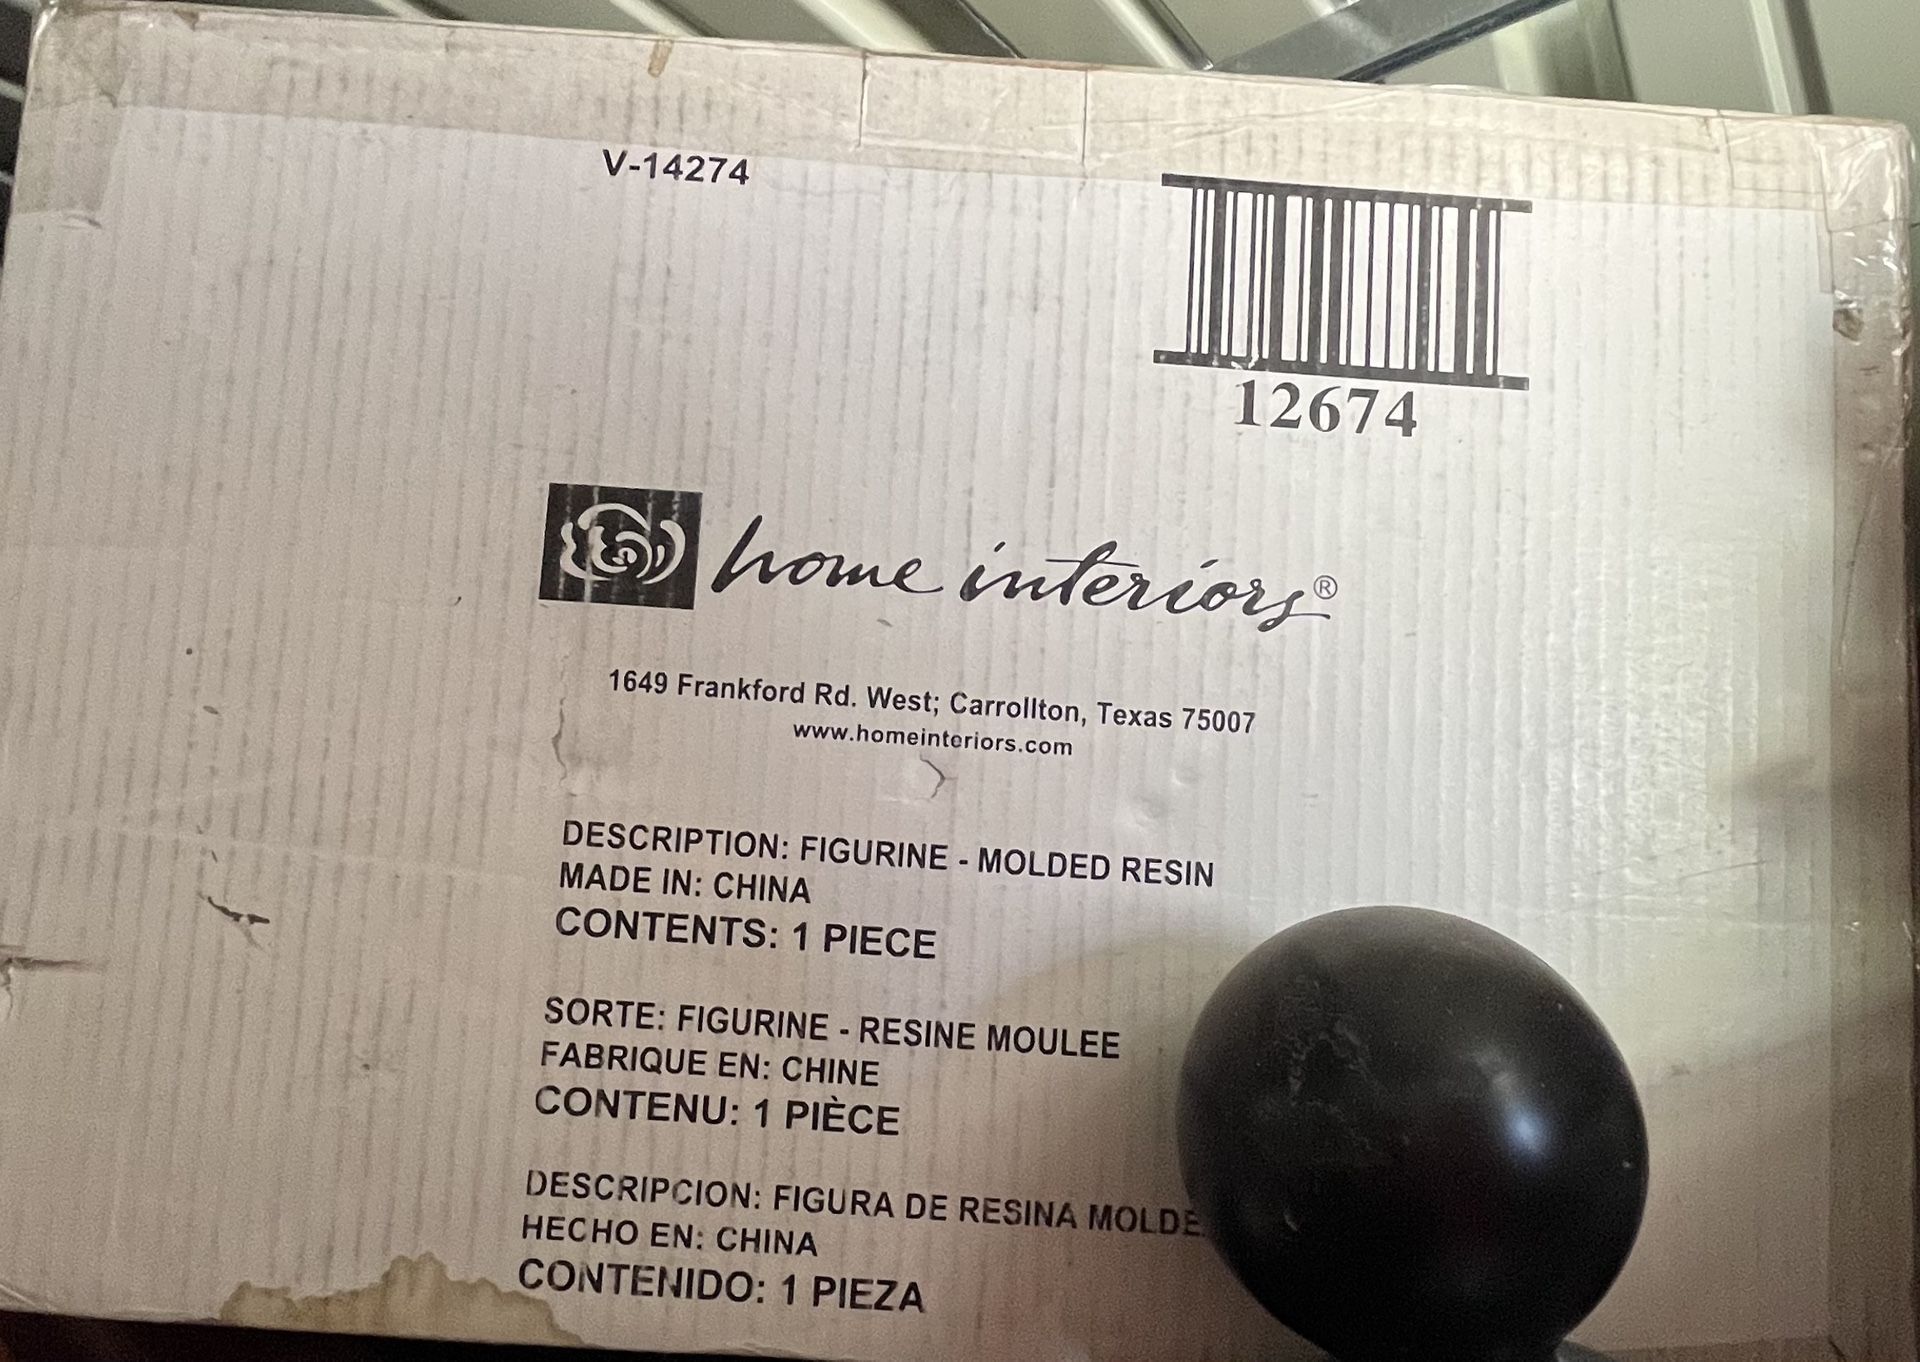 V-14274
12674
home interiors®
1649 Frankford Rd. West; Carrollton, Texas 75007
www.homeinteriors.com
DESCRIPTION: FIGURINE - MOLDED RESIN
MADE IN: CHINA
CONTENTS: 1 PIECE
SORTE: FIGURINE - RESINE MOULEE
FABRIQUE EN: CHINE
CONTENU: 1 PIÈCE
DESCRIPCION: FIGURA DE RESINA
HECHO EN: CHINA
CONTENIDO: 1 PIEZA